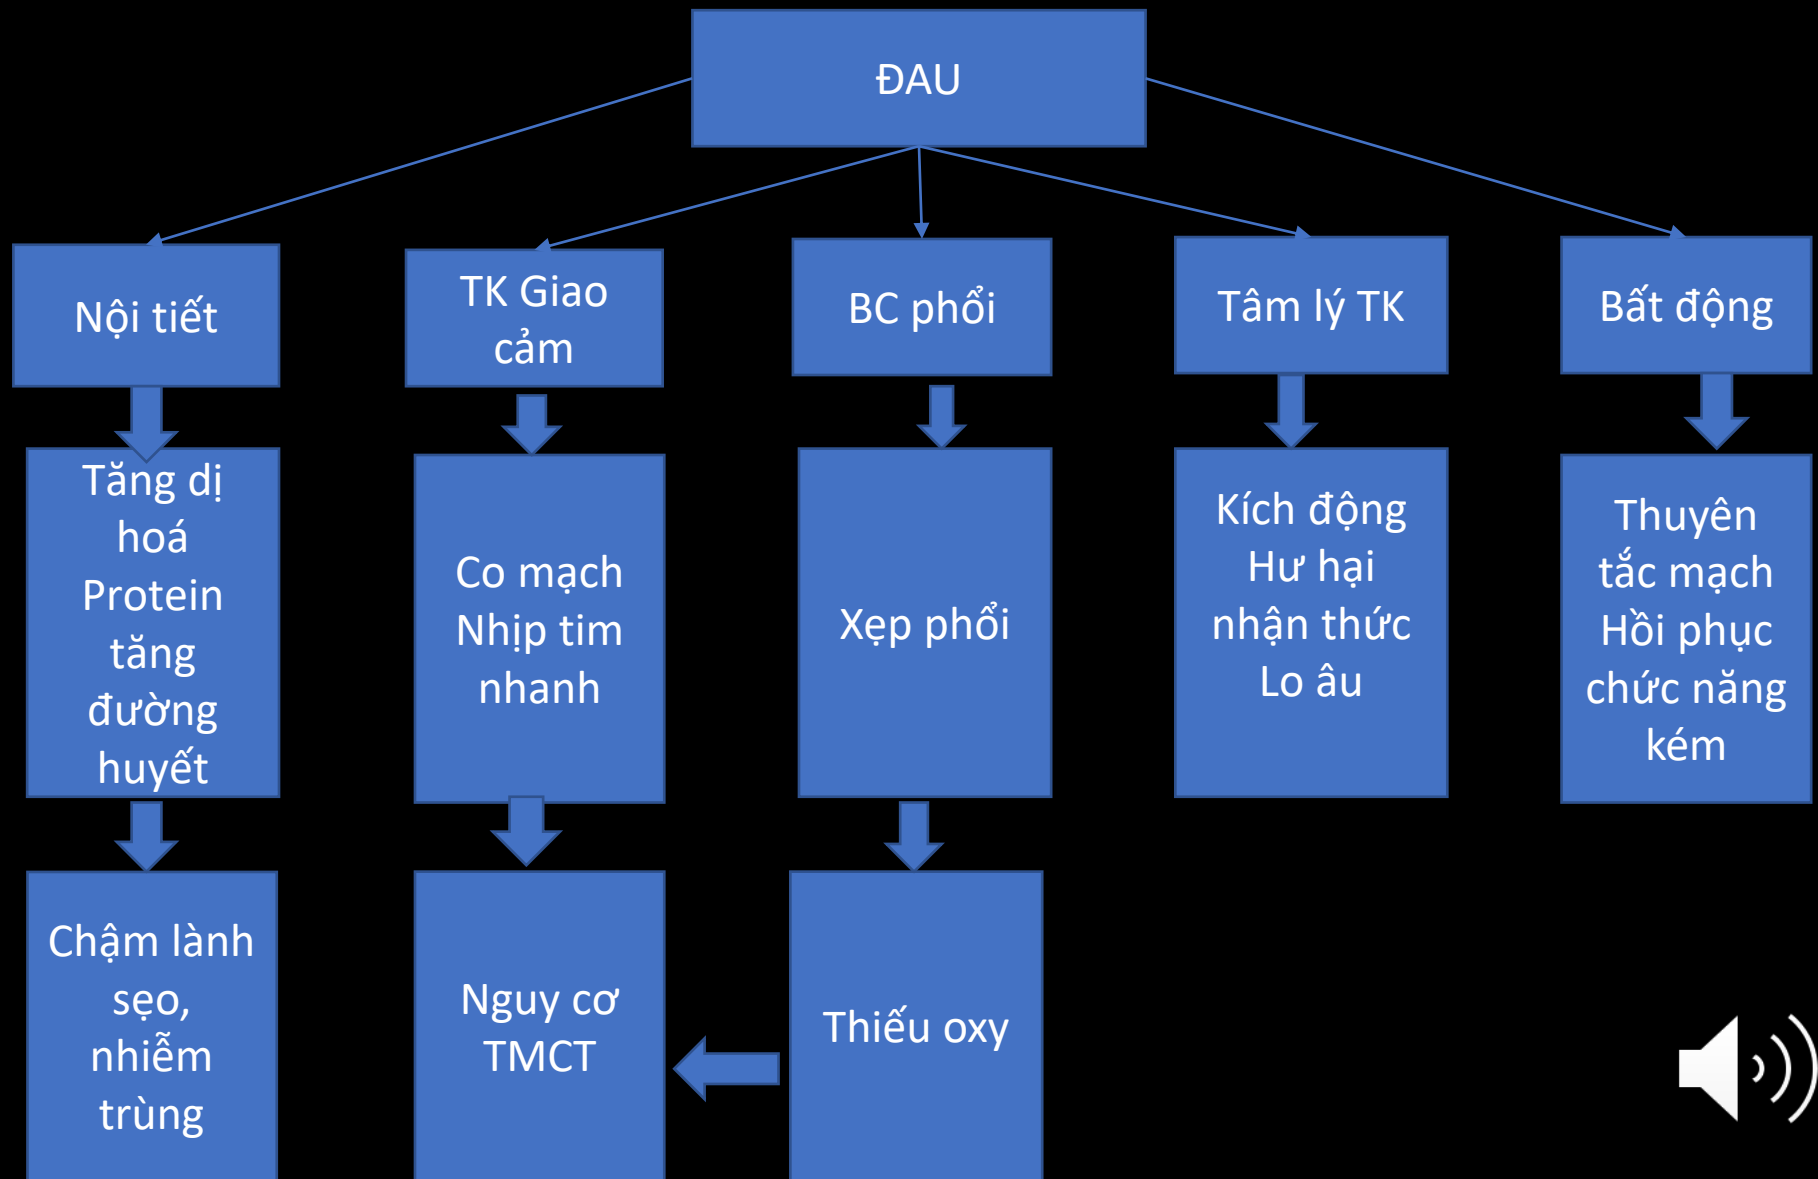 ĐAU
Nội tiết
TK Giao
cảm
BC phổi
Tâm lý TK
Bất động
Tăng dị
hoá
Protein
tăng
đường
huyết
Co mạch
Nhịp tim
nhanh
Xẹp phổi
Kích động
Hư hại
nhận thức
Lo âu
Thuyên
tắc mạch
Hồi phục
chức năng
kém
Chậm lành
sẹo,
nhiễm
trùng
Nguy cơ
TMCT
Thiếu oxy